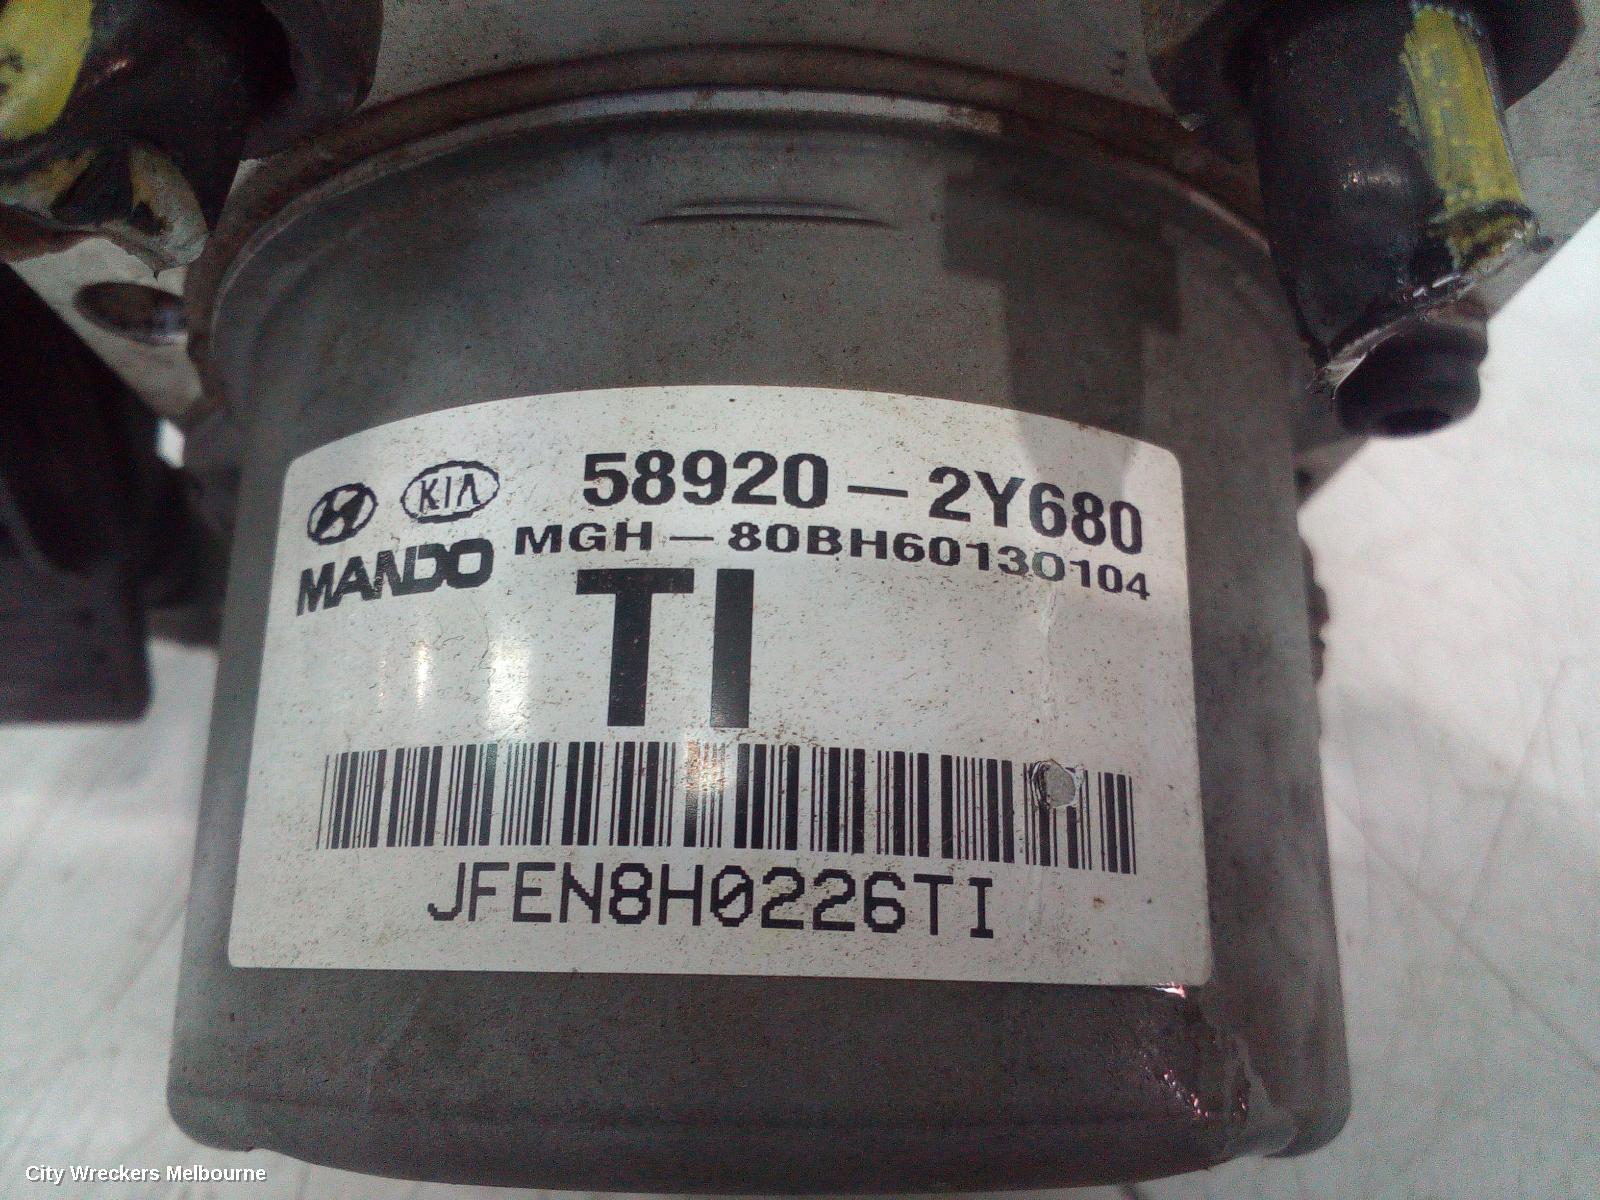 KIA 58920-2Y680
MANDO MGH-80BH60130104
TI
JFEN8H0226TI
City Wreckers Melbourne